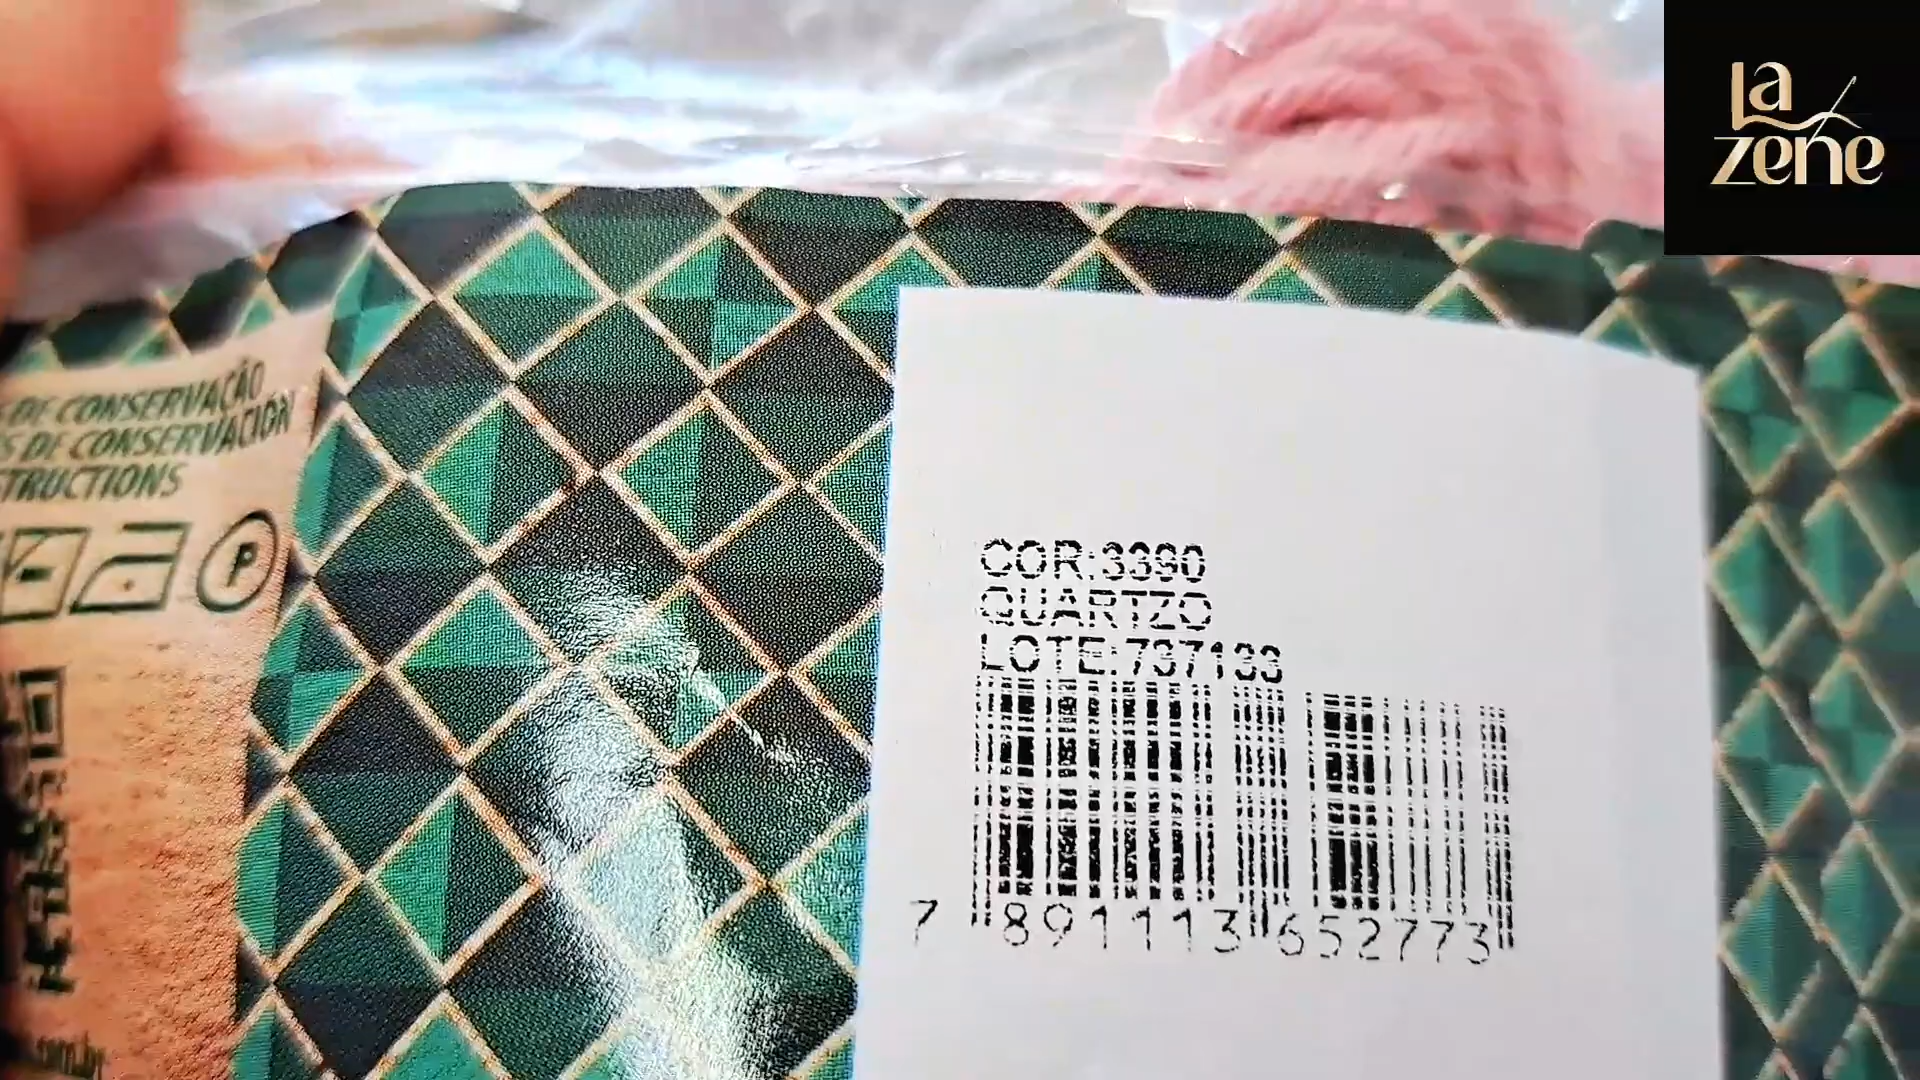 la
zene
DE CONSERVAÇÃO
S DE CONSERVACIÓN
STRUCTIONS
P
COR:3390
QUARTZO
LOTE:737133
7 891113 652773